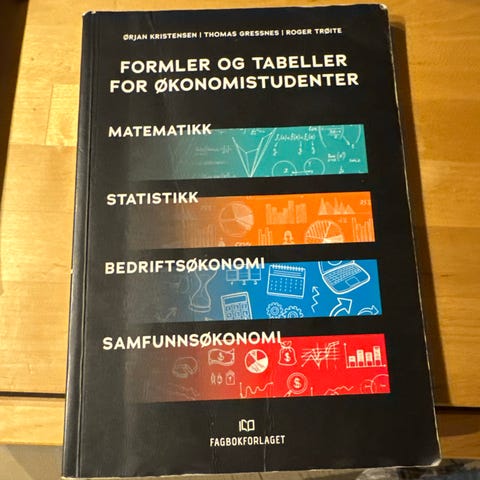 ØRJAN KRISTENSEN | THOMAS GRESSNES | ROGER TRØITE
FORMLER OG TABELLER
FOR ØKONOMISTUDENTER
MATEMATIKK
STATISTIKK
BEDRIFTSØKONOMI
SAMFUNNSØKONOMI
FAGBOKFORLAGET